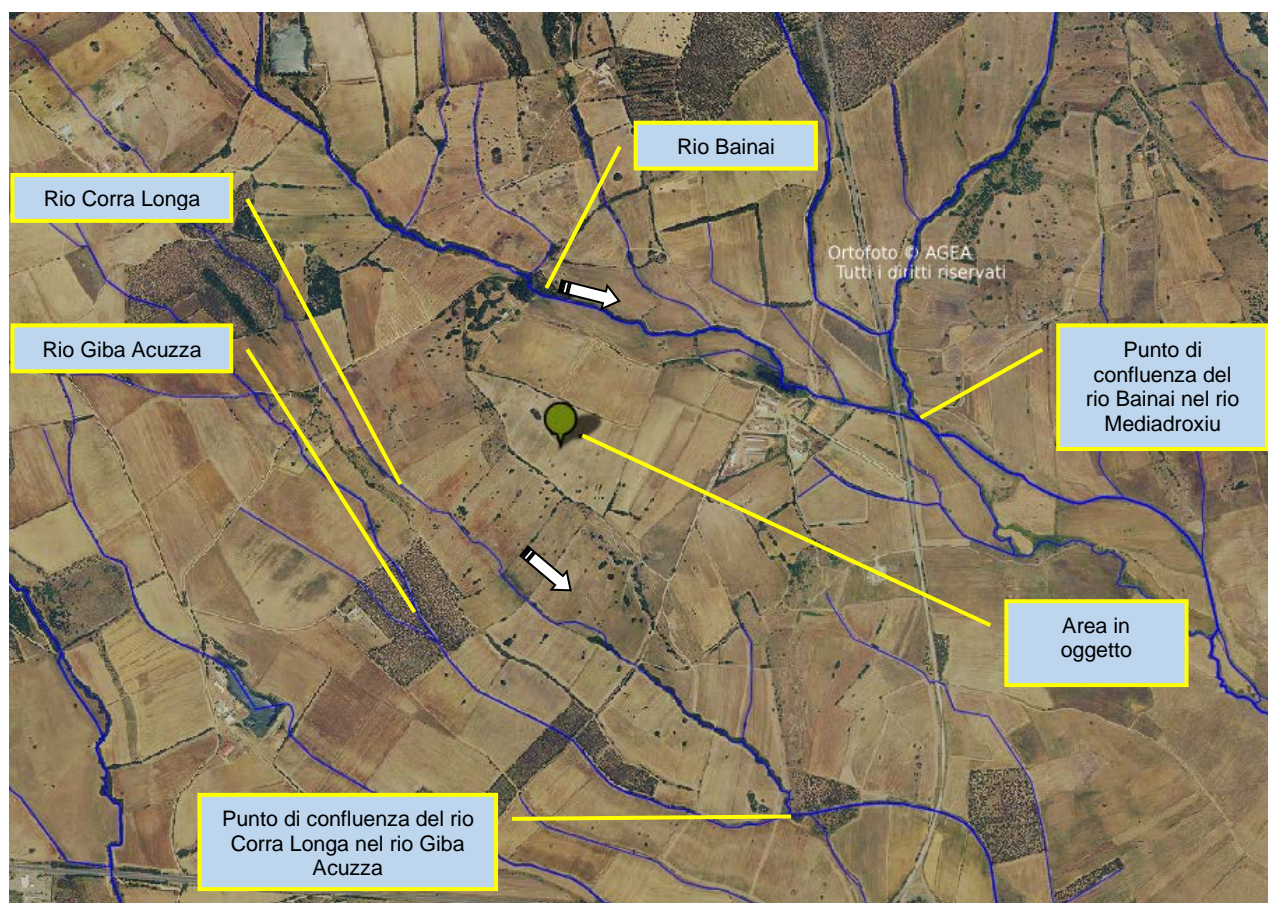 Rio Bainai
Rio Corra Longa
Ortofoto © AGEA
Tutti i diritti riservati
Rio Giba Acuzza
Punto di
confluenza del
rio Bainai nel rio
Mediadroxiu
Area in
oggetto
Punto di confluenza del rio
Corra Longa nel rio Giba
Acuzza